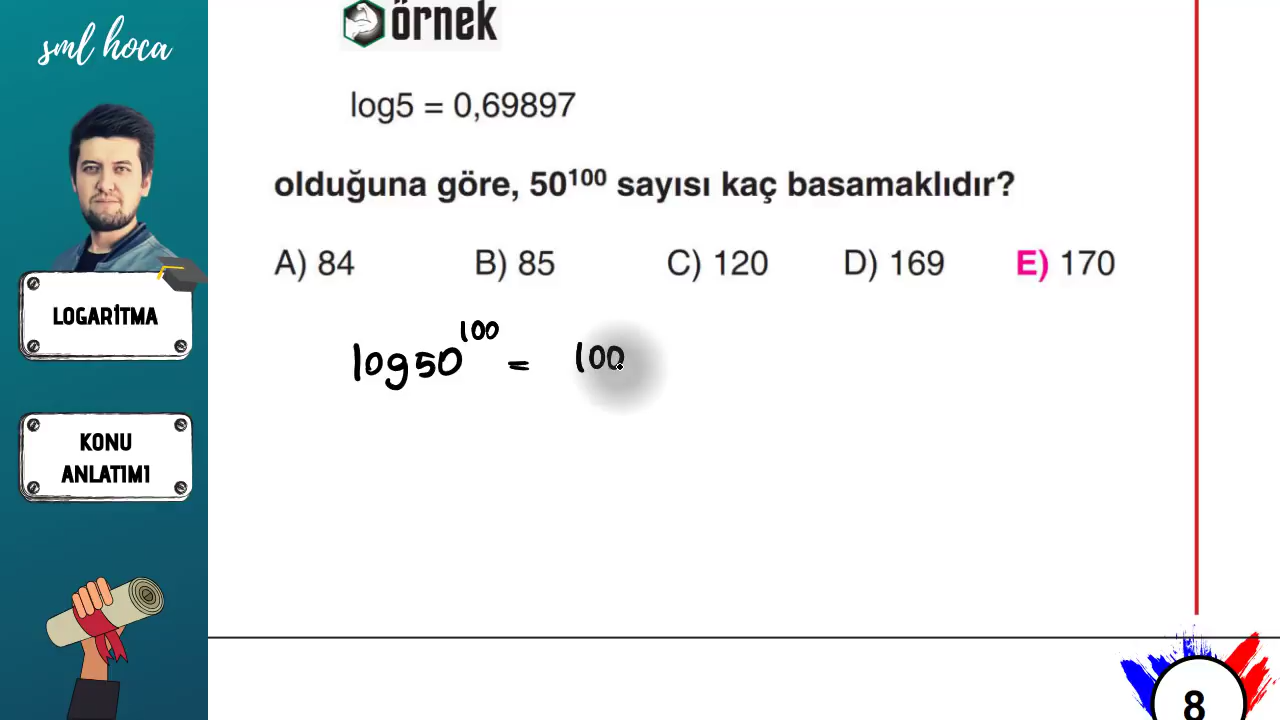 sml hoca
örnek
log5 = 0,69897
olduğuna göre, 50¹⁰⁰ sayısı kaç basamaklıdır?
A) 84 B) 85 C) 120 D) 169 E) 170
LOGARİTMA
log50¹⁰⁰ = 100
KONU
ANLATIMI
8